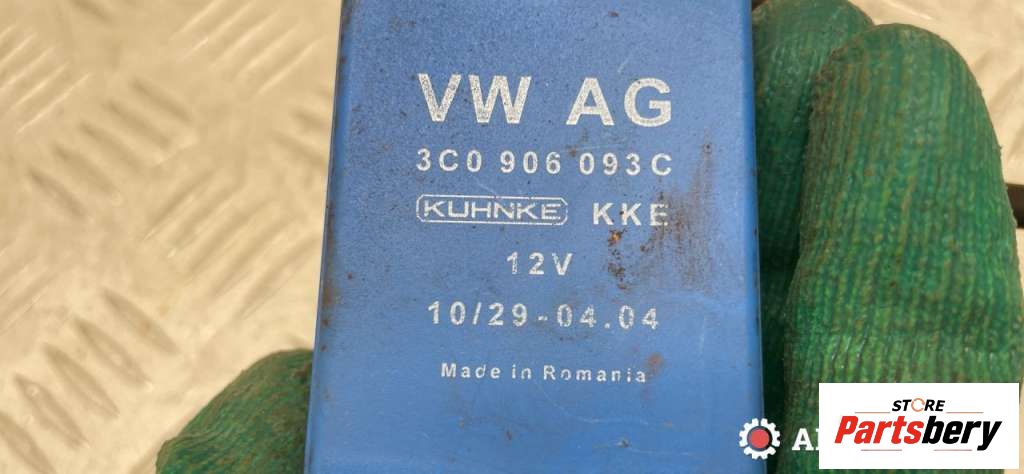 VW AG
3C0 906 093C
KUHNKE KKE
12V
10/29-04.04
Made in Romania
STORE
Partsbery